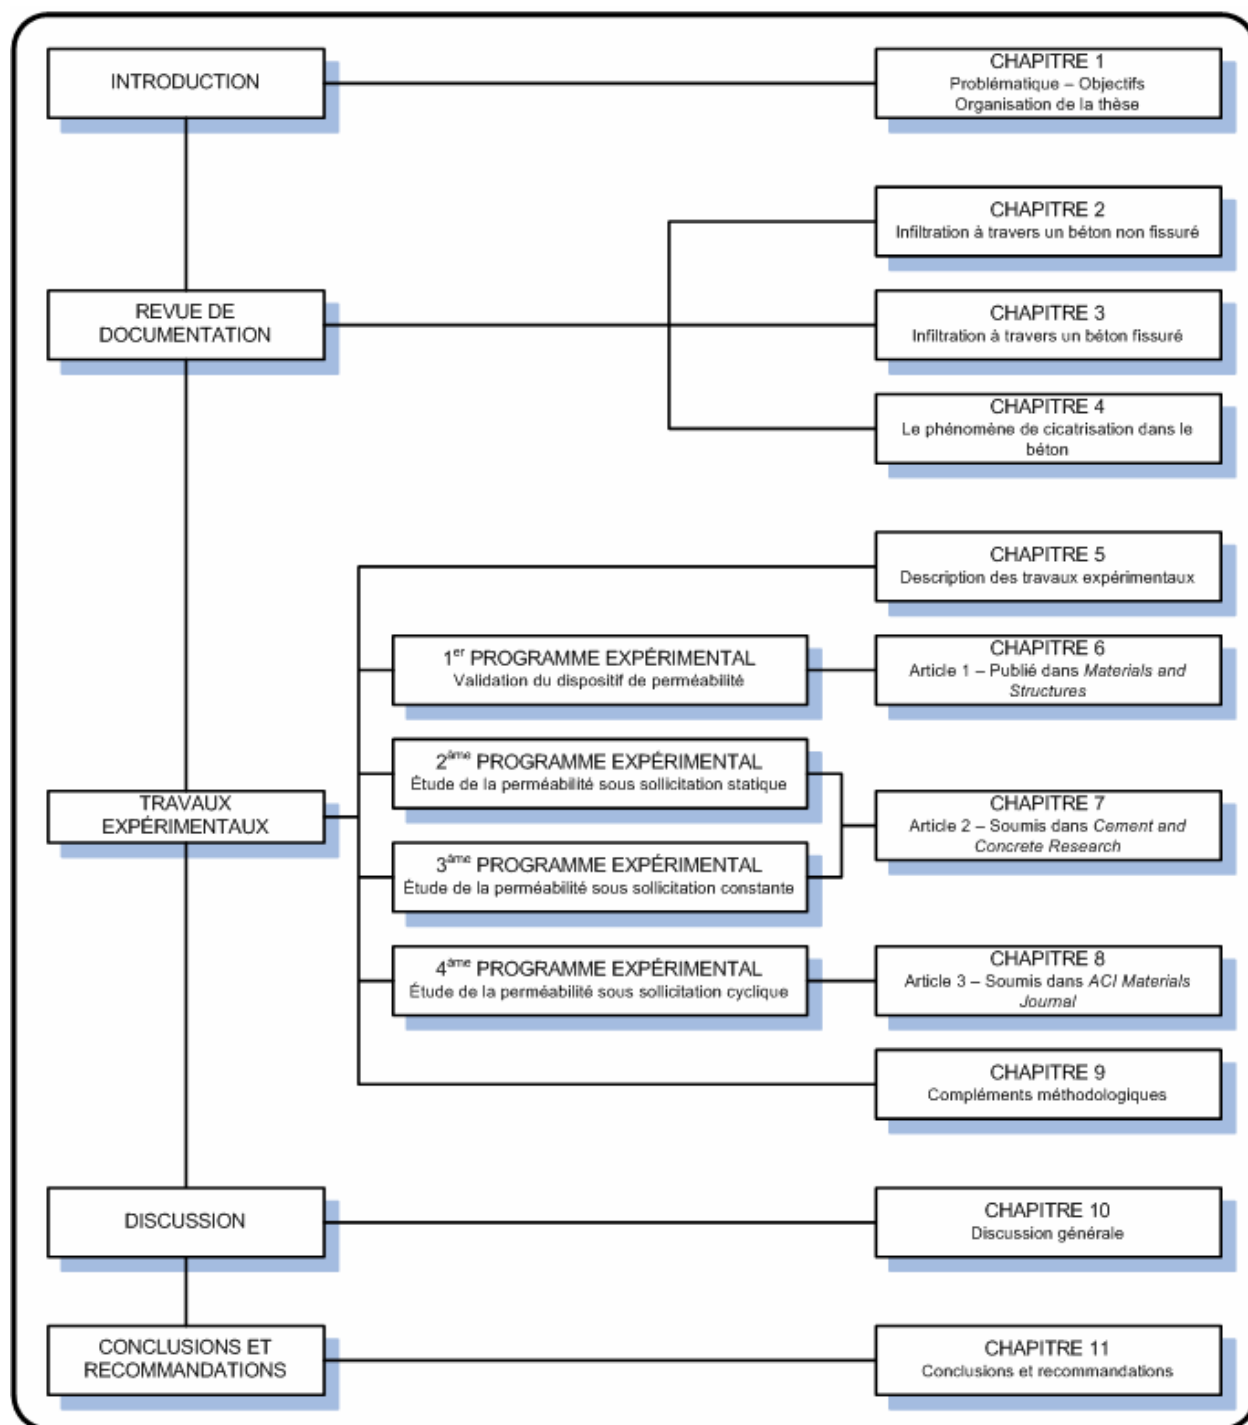 INTRODUCTION
CHAPITRE 1
Problématique – Objectifs
Organisation de la thèse
REVUE DE
DOCUMENTATION
CHAPITRE 2
Infiltration à travers un béton non fissuré
CHAPITRE 3
Infiltration à travers un béton fissuré
CHAPITRE 4
Le phénomène de cicatrisation dans le
béton
TRAVAUX
EXPÉRIMENTAUX
CHAPITRE 5
Description des travaux expérimentaux
1er PROGRAMME EXPÉRIMENTAL
Validation du dispositif de perméabilité
CHAPITRE 6
Article 1 – Publié dans Materials and
Structures
2ème PROGRAMME EXPÉRIMENTAL
Étude de la perméabilité sous sollicitation statique
3ème PROGRAMME EXPÉRIMENTAL
Étude de la perméabilité sous sollicitation constante
CHAPITRE 7
Article 2 – Soumis dans Cement and
Concrete Research
4ème PROGRAMME EXPÉRIMENTAL
Étude de la perméabilité sous sollicitation cyclique
CHAPITRE 8
Article 3 – Soumis dans ACI Materials
Journal
CHAPITRE 9
Compléments méthodologiques
DISCUSSION
CHAPITRE 10
Discussion générale
CONCLUSIONS ET
RECOMMANDATIONS
CHAPITRE 11
Conclusions et recommandations